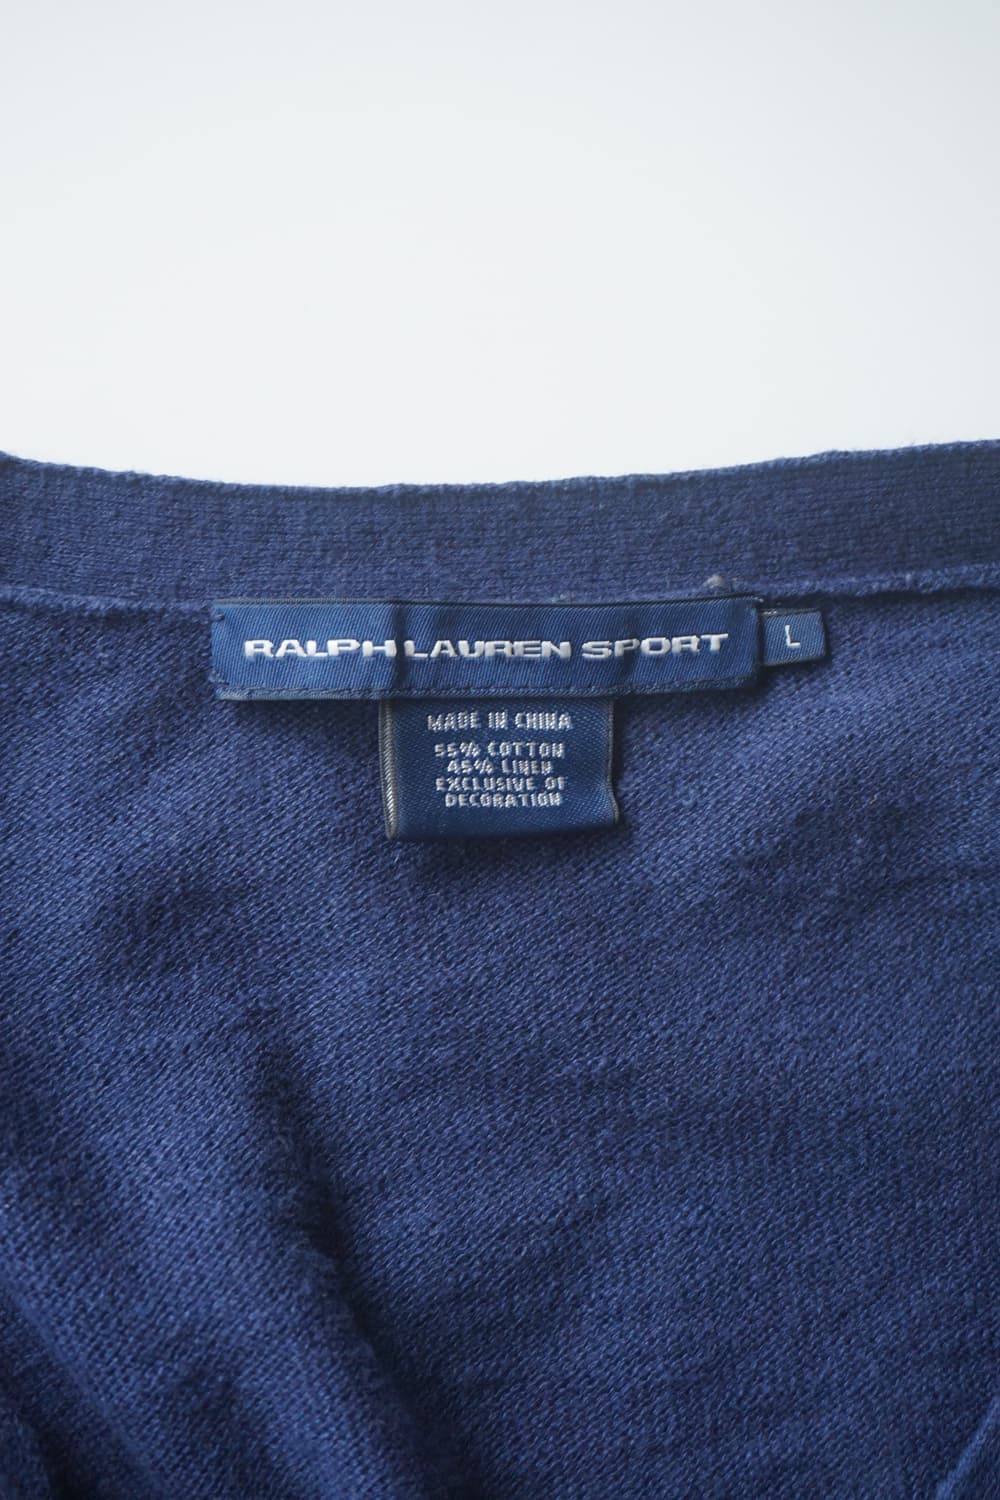 RALPH LAUREN SPORT
L
MADE IN CHINA
55% COTTON
45% LINEN
EXCLUSIVE OF
DECORATION